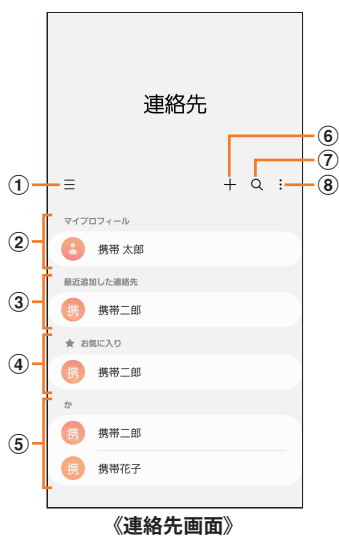 連絡先
⑥
⑦
① ⑧
マイプロフィール
②
携帯 太郎
最近追加した連絡先
③
携 携帯二郎
★ お気に入り
④
携 携帯二郎
か
携 携帯二郎
⑤
携 携帯花子
《連絡先画面》